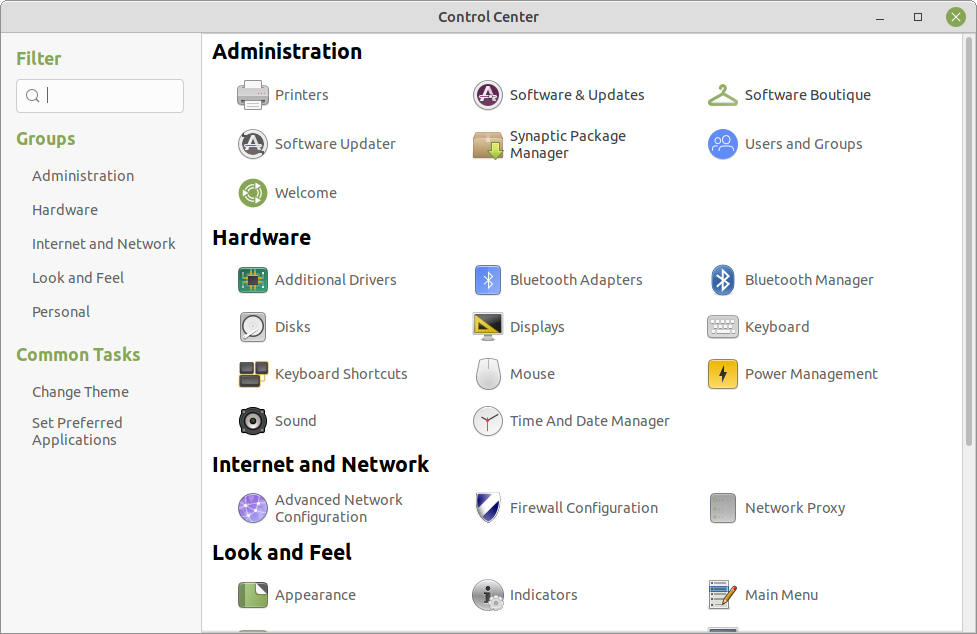 Control Center
Filter
Groups
Administration
Hardware
Internet and Network
Look and Feel
Personal
Common Tasks
Change Theme
Set Preferred
Applications
Administration
Printers
Software & Updates
Software Boutique
Software Updater
Synaptic Package
Manager
Users and Groups
Welcome
Hardware
Additional Drivers
Bluetooth Adapters
Bluetooth Manager
Disks
Displays
Keyboard
Keyboard Shortcuts
Mouse
Power Management
Sound
Time And Date Manager
Internet and Network
Advanced Network
Configuration
Firewall Configuration
Network Proxy
Look and Feel
Appearance
Indicators
Main Menu